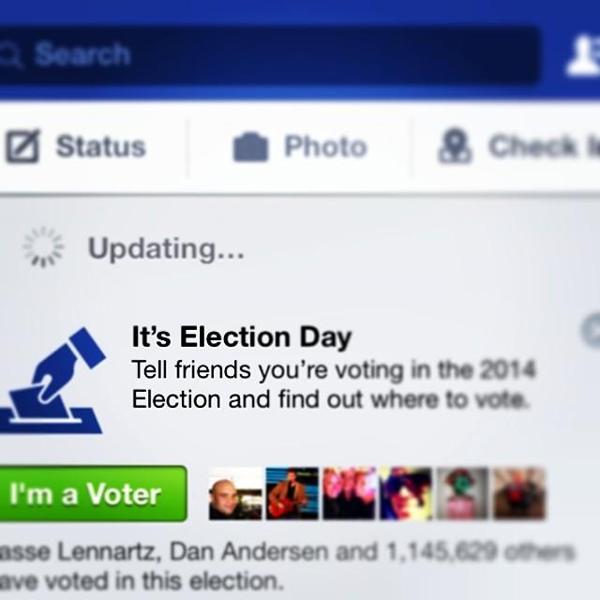 Search
Status
Photo
Check
Updating...
It's Election Day
Tell friends you're voting in the 2014
Election and find out where to vote.
I'm a Voter
asse Lennartz, Dan Andersen and 1,145,629 others
ave voted in this election.